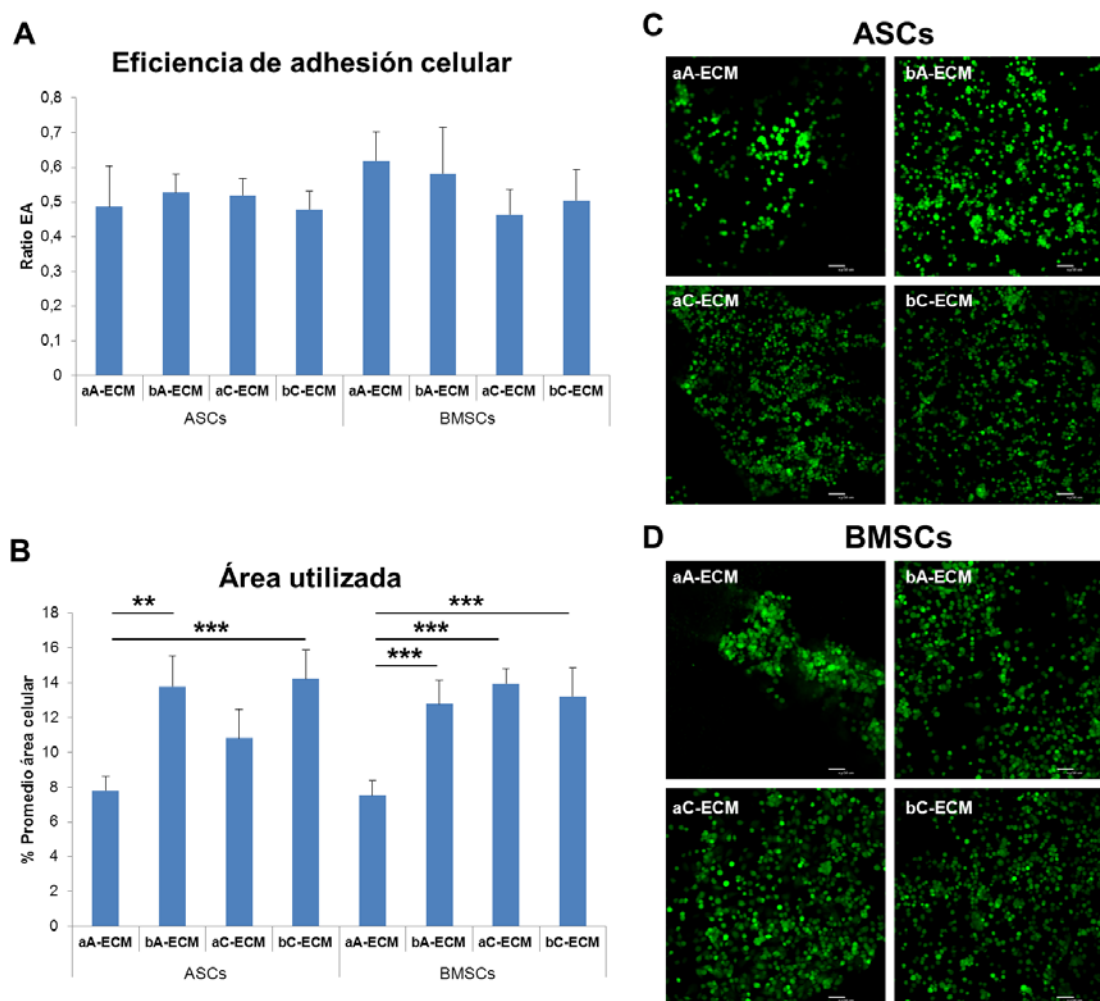 A
Eficiencia de adhesión celular
Ratio EA
0,8
0,7
0,6
0,5
0,4
0,3
0,2
0,1
0
aA-ECM bA-ECM aC-ECM bC-ECM aA-ECM bA-ECM aC-ECM bC-ECM
ASCs BMSCs
B
Área utilizada
% Promedio área celular
18
16
14
12
10
8
6
4
2
0
** *** *** *** ***
aA-ECM bA-ECM aC-ECM bC-ECM aA-ECM bA-ECM aC-ECM bC-ECM
ASCs BMSCs
C
ASCs
aA-ECM bA-ECM
aC-ECM bC-ECM
D
BMSCs
aA-ECM bA-ECM
aC-ECM bC-ECM